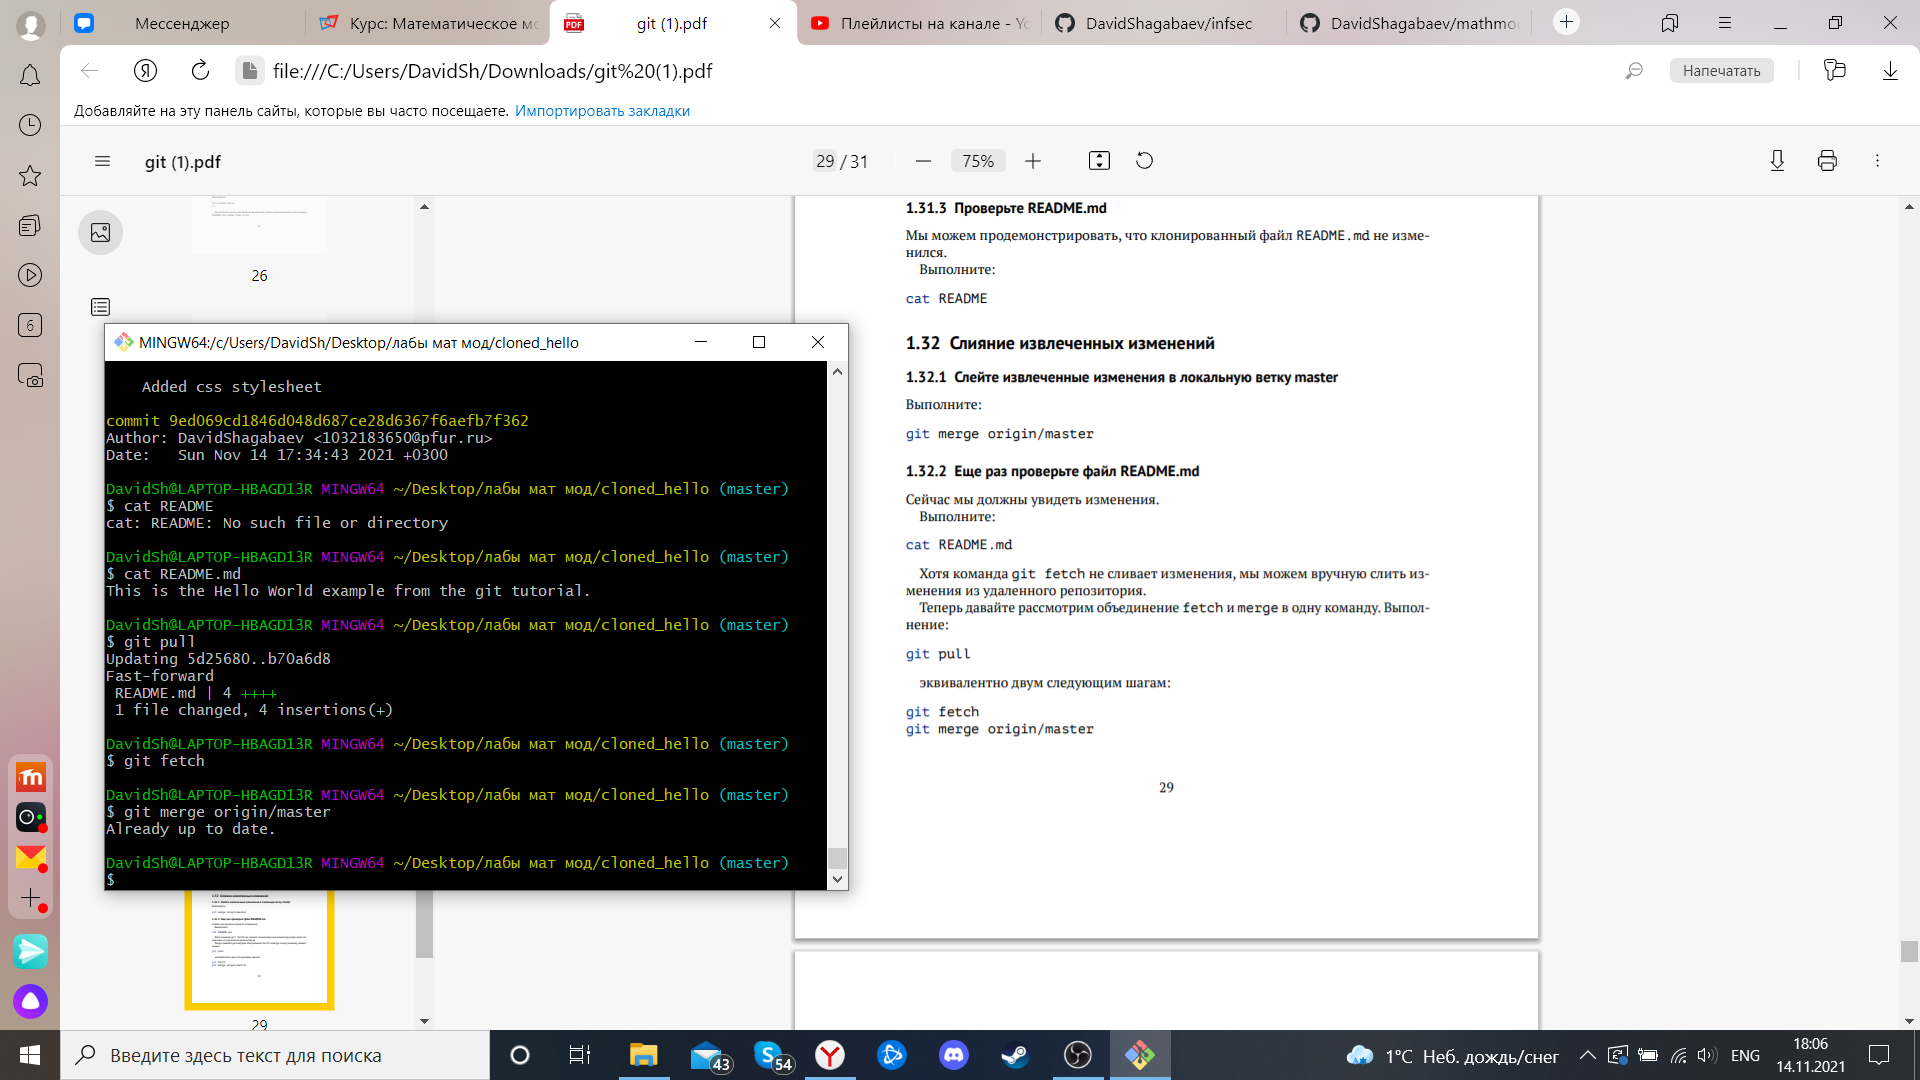 Мессенджер
Курс: Математическое мо
git (1).pdf
Плейлисты на канале - Yo
DavidShagabaev/infsec
DavidShagabaev/mathmo
file:///C:/Users/DavidSh/Downloads/git%20(1).pdf
Напечатать
Добавляйте на эту панель сайты, которые вы часто посещаете. Импортировать закладки
git (1).pdf
29 / 31
75%
26
6
1.31.3 Проверьте README.md
Мы можем продемонстрировать, что клонированный файл README.md не изме-
нился.
Выполните:
cat README
1.32 Слияние извлеченных изменений
1.32.1 Слейте извлеченные изменения в локальную ветку master
Выполните:
git merge origin/master
1.32.2 Еще раз проверьте файл README.md
Сейчас мы должны увидеть изменения.
Выполните:
cat README.md
Хотя команда git fetch не сливает изменения, мы можем вручную слить из-
менения из удаленного репозитория.
Теперь давайте рассмотрим объединение fetch и merge в одну команду. Выпол-
нение:
git pull
эквивалентно двум следующим шагам:
git fetch
git merge origin/master
29
MINGW64:/c/Users/DavidSh/Desktop/лабы мат мод/cloned_hello
Added css stylesheet
commit 9ed069cd1846d048d687ce28d6367f6aefb7f362
Author: DavidShagabaev <1032183650@pfur.ru>
Date: Sun Nov 14 17:34:43 2021 +0300
DavidSh@LAPTOP-HBAGD13R MINGW64 ~/Desktop/лабы мат мод/cloned_hello (master)
$ cat README
cat: README: No such file or directory
DavidSh@LAPTOP-HBAGD13R MINGW64 ~/Desktop/лабы мат мод/cloned_hello (master)
$ cat README.md
This is the Hello World example from the git tutorial.
DavidSh@LAPTOP-HBAGD13R MINGW64 ~/Desktop/лабы мат мод/cloned_hello (master)
$ git pull
Updating 5d25680..b70a6d8
Fast-forward
README.md | 4 ++++
1 file changed, 4 insertions(+)
DavidSh@LAPTOP-HBAGD13R MINGW64 ~/Desktop/лабы мат мод/cloned_hello (master)
$ git fetch
DavidSh@LAPTOP-HBAGD13R MINGW64 ~/Desktop/лабы мат мод/cloned_hello (master)
$ git merge origin/master
Already up to date.
DavidSh@LAPTOP-HBAGD13R MINGW64 ~/Desktop/лабы мат мод/cloned_hello (master)
$
29
Введите здесь текст для поиска
43
54
1°C Неб. дождь/снег
ENG
18:06
14.11.2021